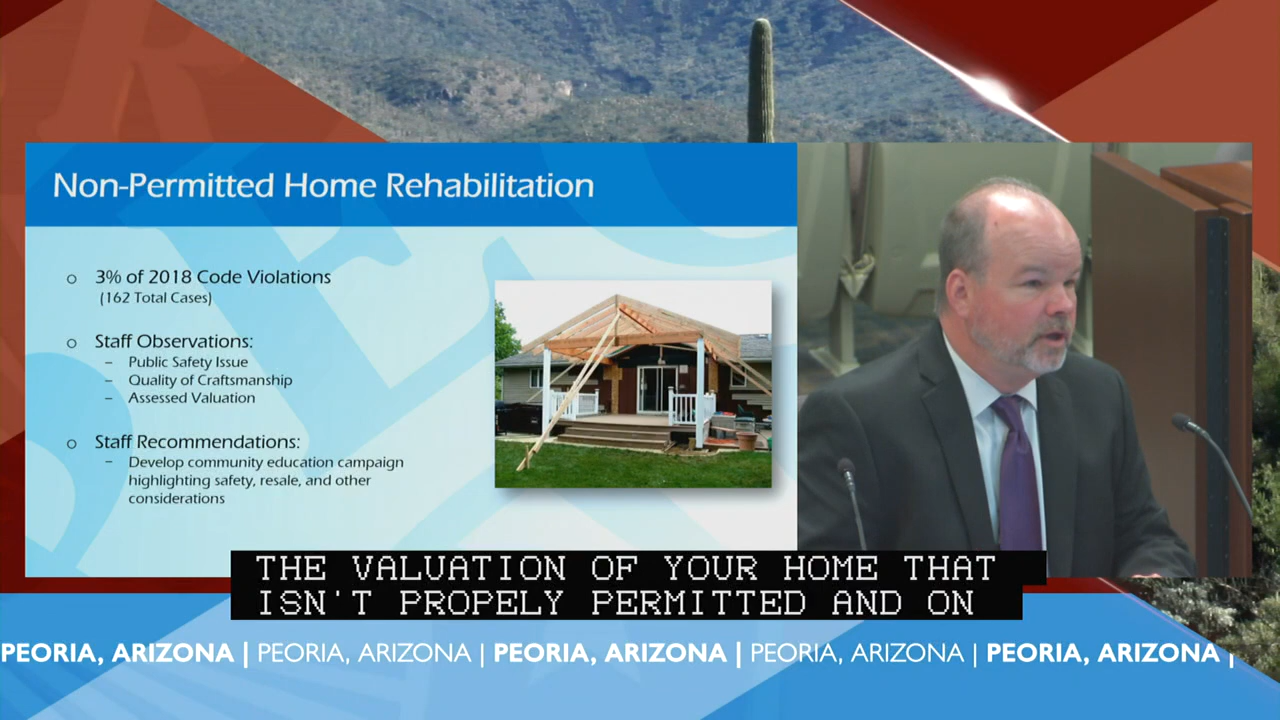 Non-Permitted Home Rehabilitation
o 3% of 2018 Code Violations
(162 Total Cases)
o Staff Observations:
– Public Safety Issue
– Quality of Craftsmanship
– Assessed Valuation
o Staff Recommendations:
– Develop community education campaign
highlighting safety, resale, and other
considerations
THE VALUATION OF YOUR HOME THAT
ISN'T PROPELY PERMITTED AND ON
PEORIA, ARIZONA | PEORIA, ARIZONA | PEORIA, ARIZONA | PEORIA, ARIZONA | PEORIA, ARIZONA |